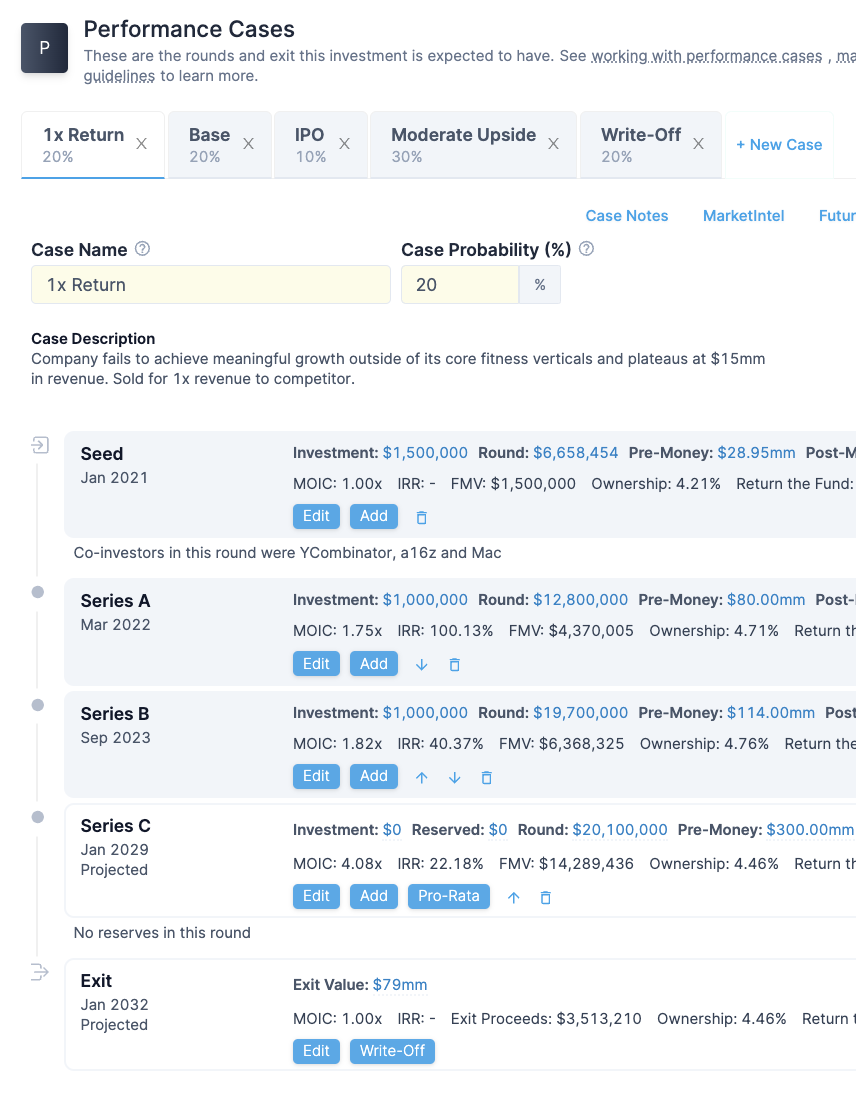 P
Performance Cases
These are the rounds and exit this investment is expected to have. See working with performance cases , ma
guidelines to learn more.
1x Return X Base X IPO X Moderate Upside X Write-Off X + New Case
20% 20% 10% 30% 20%
Case Notes MarketIntel Futur
Case Name ? Case Probability (%) ?
1x Return 20 %
Case Description
Company fails to achieve meaningful growth outside of its core fitness verticals and plateaus at $15mm
in revenue. Sold for 1x revenue to competitor.
Seed Investment: $1,500,000 Round: $6,658,454 Pre-Money: $28.95mm Post-M
Jan 2021 MOIC: 1.00x IRR: - FMV: $1,500,000 Ownership: 4.21% Return the Fund:
Edit Add
Co-investors in this round were YCombinator, a16z and Mac
Series A Investment: $1,000,000 Round: $12,800,000 Pre-Money: $80.00mm Post-
Mar 2022 MOIC: 1.75x IRR: 100.13% FMV: $4,370,005 Ownership: 4.71% Return th
Edit Add
Series B Investment: $1,000,000 Round: $19,700,000 Pre-Money: $114.00mm Post
Sep 2023 MOIC: 1.82x IRR: 40.37% FMV: $6,368,325 Ownership: 4.76% Return the
Edit Add
Series C Investment: $0 Reserved: $0 Round: $20,100,000 Pre-Money: $300.00mm
Jan 2029
Projected MOIC: 4.08x IRR: 22.18% FMV: $14,289,436 Ownership: 4.46% Return th
Edit Add Pro-Rata
No reserves in this round
Exit Exit Value: $79mm
Jan 2032
Projected MOIC: 1.00x IRR: - Exit Proceeds: $3,513,210 Ownership: 4.46% Return t
Edit Write-Off